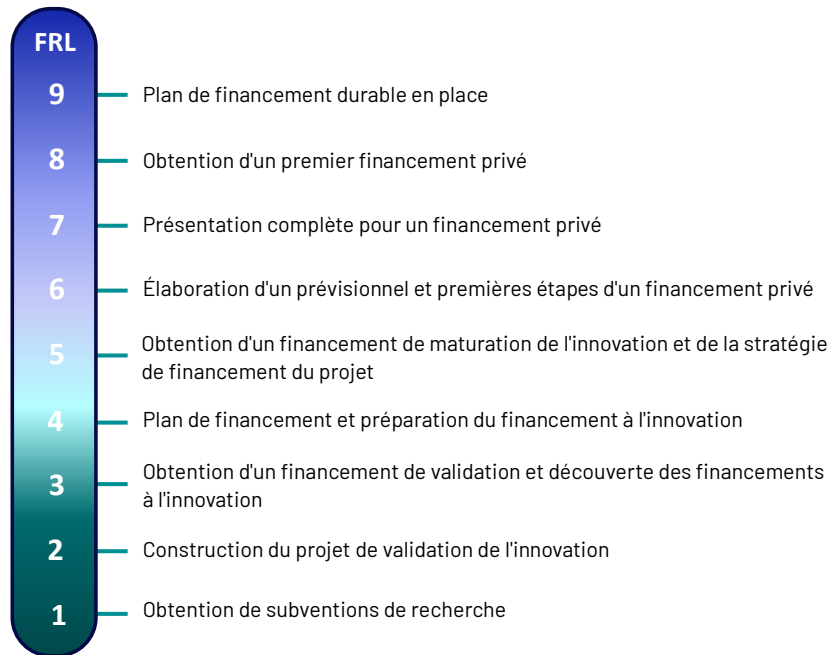 FRL
9 Plan de financement durable en place
8 Obtention d'un premier financement privé
7 Présentation complète pour un financement privé
6 Élaboration d'un prévisionnel et premières étapes d'un financement privé
5 Obtention d'un financement de maturation de l'innovation et de la stratégie
de financement du projet
4 Plan de financement et préparation du financement à l'innovation
3 Obtention d'un financement de validation et découverte des financements
à l'innovation
2 Construction du projet de validation de l'innovation
1 Obtention de subventions de recherche